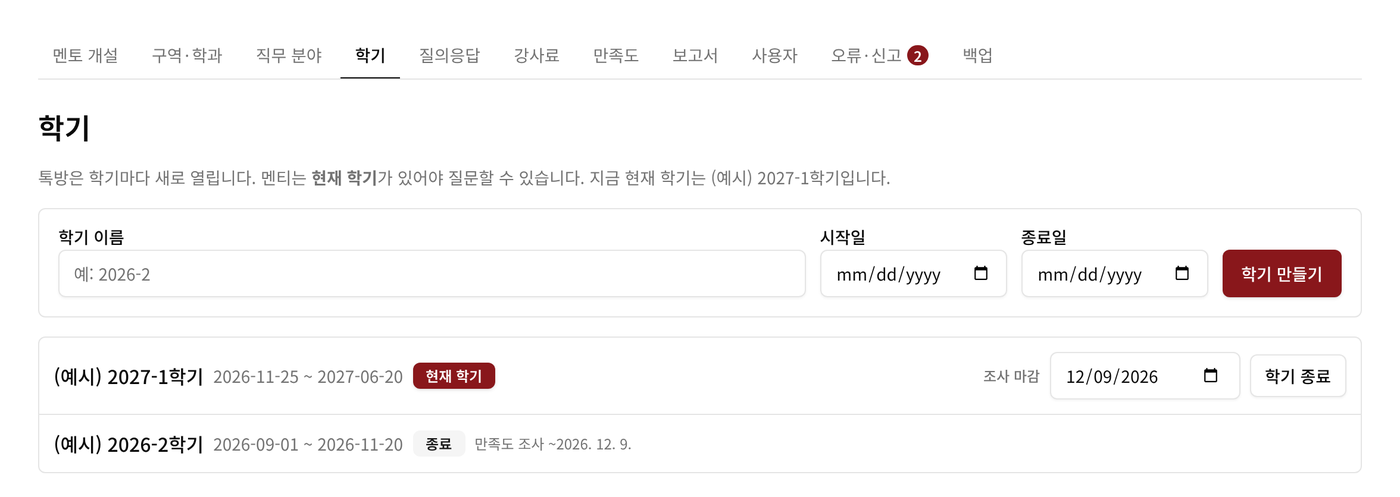 멘토 개설 구역·학과 직무 분야 학기 질의응답 강사료 만족도 보고서 사용자 오류·신고 2 백업
학기
톡방은 학기마다 새로 열립니다. 멘티는 현재 학기가 있어야 질문할 수 있습니다. 지금 현재 학기는 (예시) 2027-1학기입니다.
학기 이름 시작일 종료일
예: 2026-2 mm/dd/yyyy mm/dd/yyyy 학기 만들기
(예시) 2027-1학기 2026-11-25 ~ 2027-06-20 현재 학기 조사 마감 12/09/2026 학기 종료
(예시) 2026-2학기 2026-09-01 ~ 2026-11-20 종료 만족도 조사 ~2026. 12. 9.